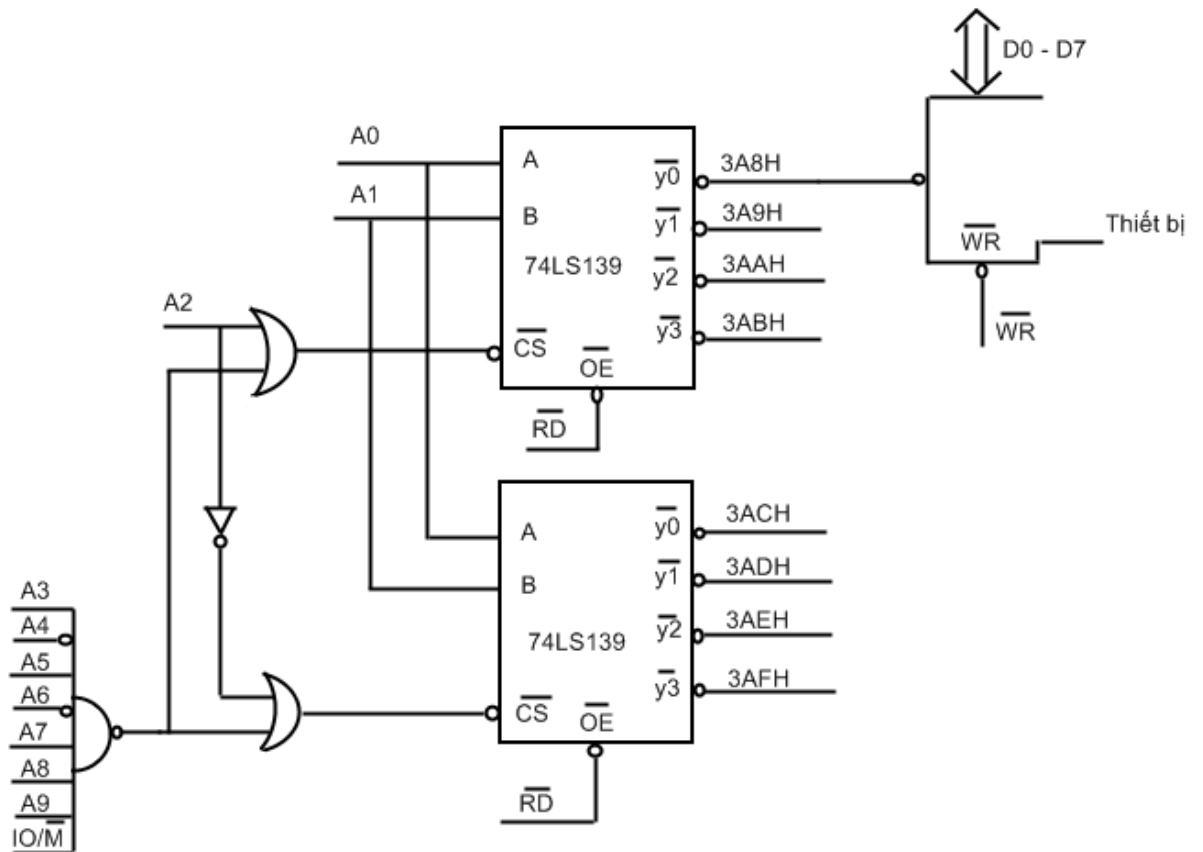 D0 - D7
A0
A
y0
3A8H
A1
B
y1
3A9H
Thiết bị
WR
74LS139
y2
3AAH
A2
y3
3ABH
WR
CS
OE
RD
A
y0
3ACH
B
y1
3ADH
A3
A4
74LS139
y2
3AEH
A5
A6
y3
3AFH
CS
OE
A7
A8
A9
RD
IO/M